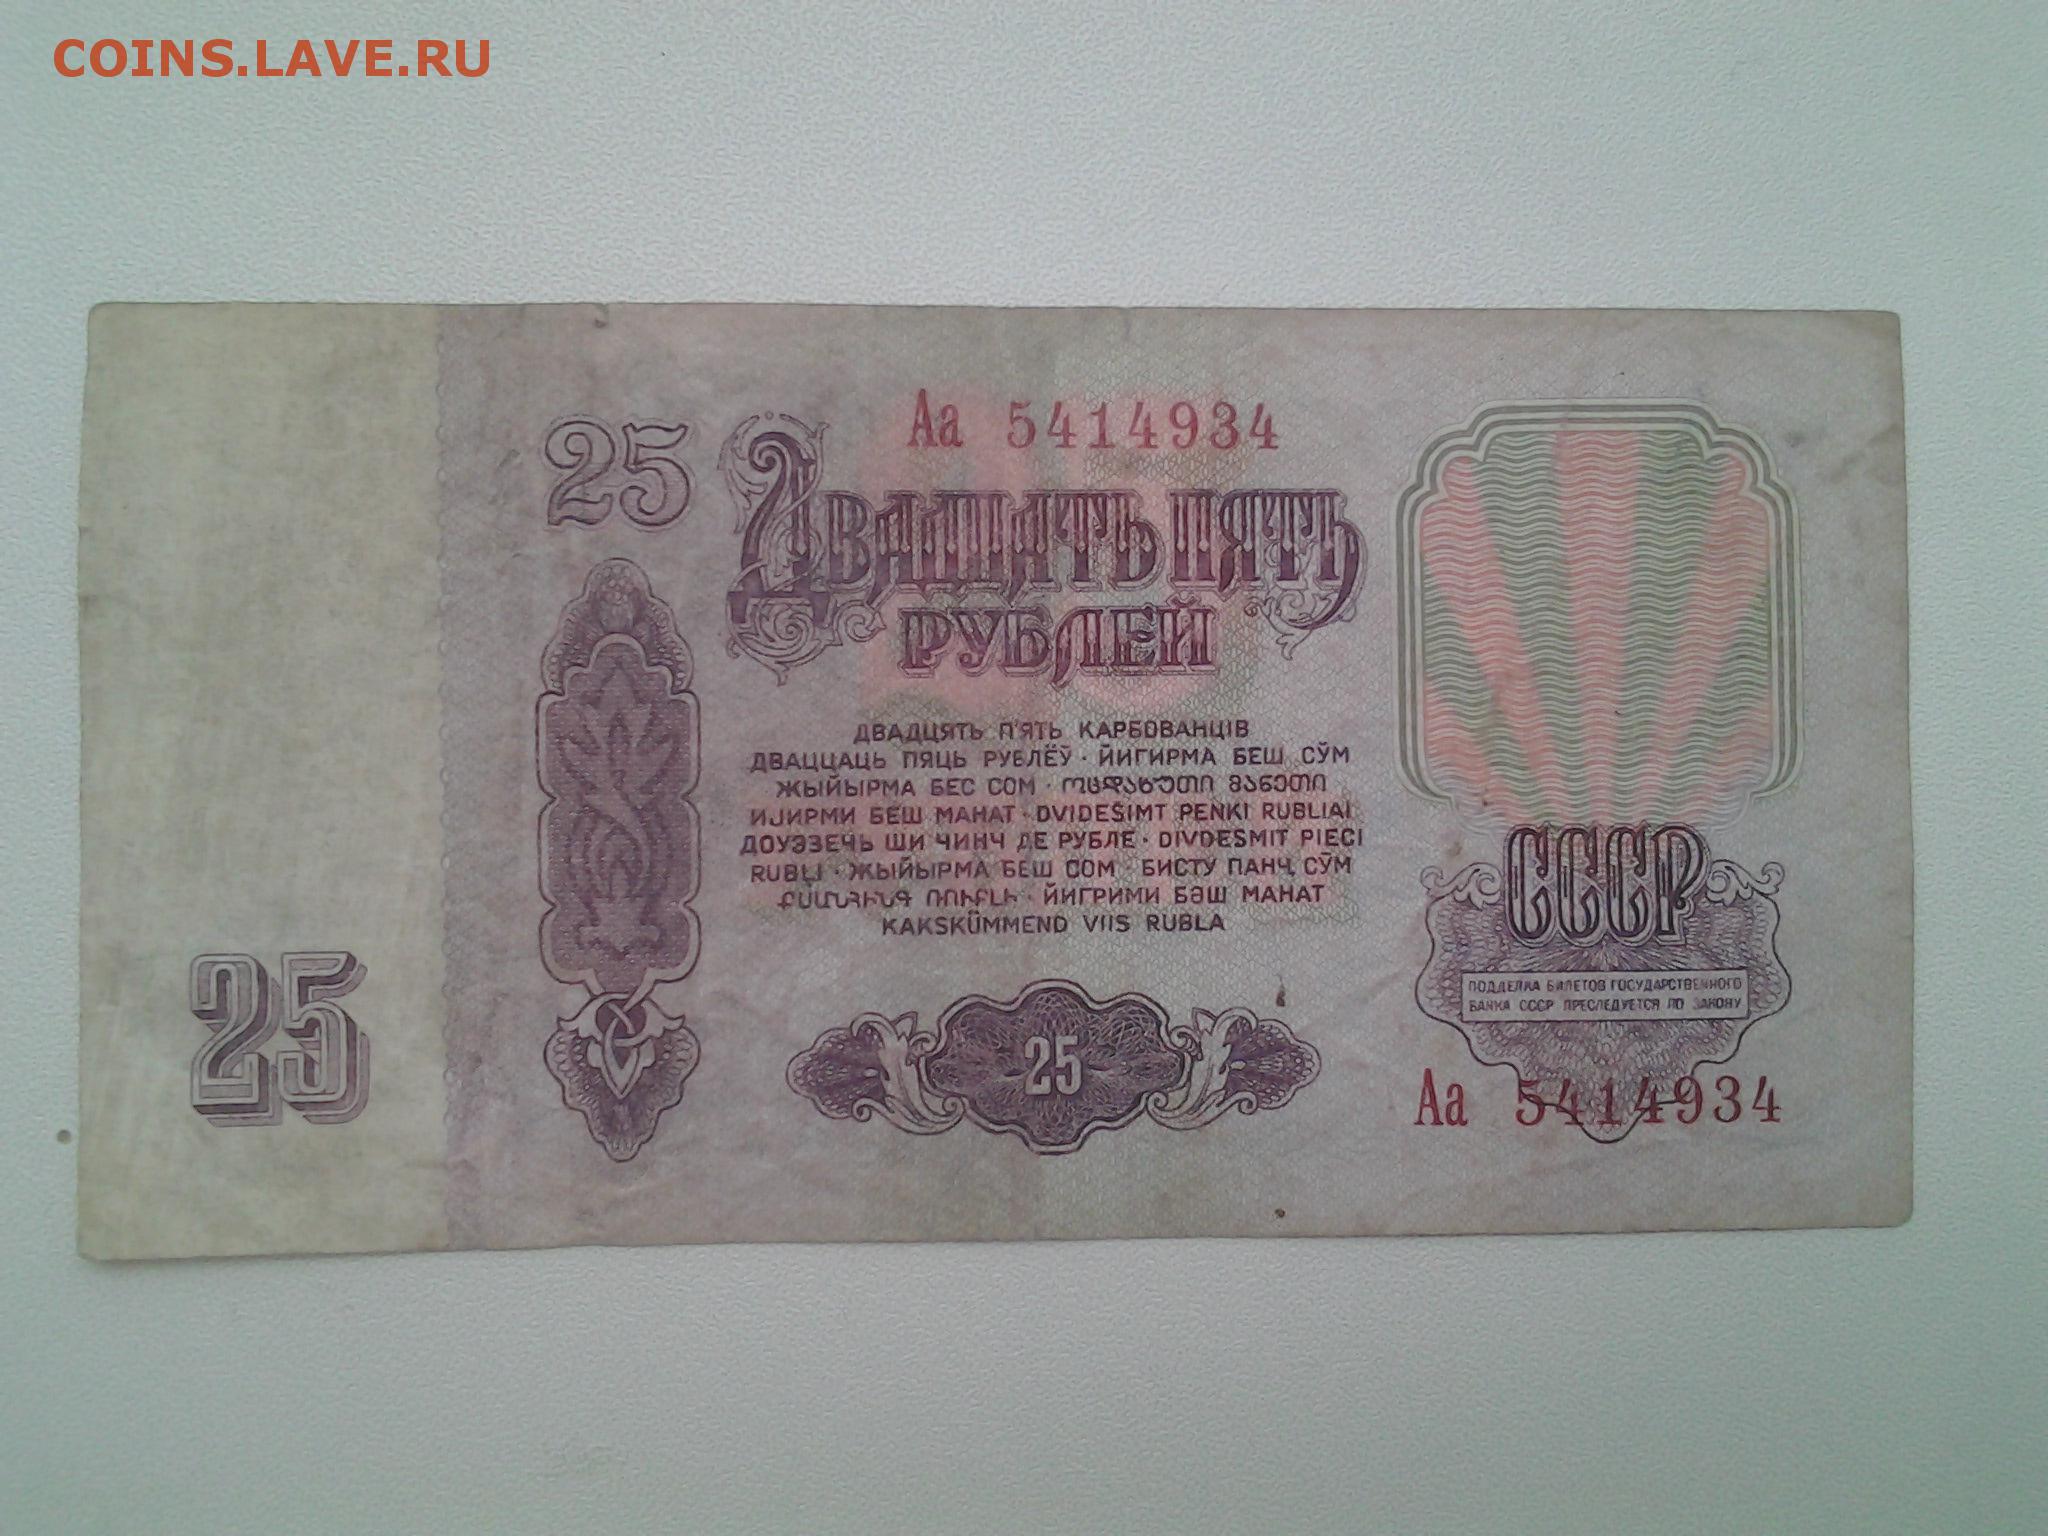 COINS.LAVE.RU
Аа 5414934
25
Двадцать пять
рублей
ДВАДЦЯТЬ П'ЯТЬ КАРБОВАНЦІВ
ДВАЦЦАЦЬ ПЯЦЬ РУБЛЁЎ · ЙИГИРМА БЕШ СЎМ
ЖЫЙЫРМА БЕС СОМ · ოცდახუთი მანეთი
ИЈИРМИ БЕШ МАНАТ · DVIDEŠIMT PENKI RUBLIAI
ДОУЭЗЕЧЬ ШИ ЧИНЧ ДЕ РУБЛЕ · DIVDESMIT PIECI
RUBĻI · ЖЫЙЫРМА БЕШ СОМ · БИСТУ ПАНҶ СӮМ
ՔՍԱՆՀԻՆԳ ՌՈՒԲԼԻ · ЙИГРИМИ БӘШ МАНАТ
KAKSKÜMMEND VIIS RUBLA
СССР
ПОДДЕЛКА БИЛЕТОВ ГОСУДАРСТВЕННОГО
БАНКА СССР ПРЕСЛЕДУЕТСЯ ПО ЗАКОНУ
25
25
Аа 5414934